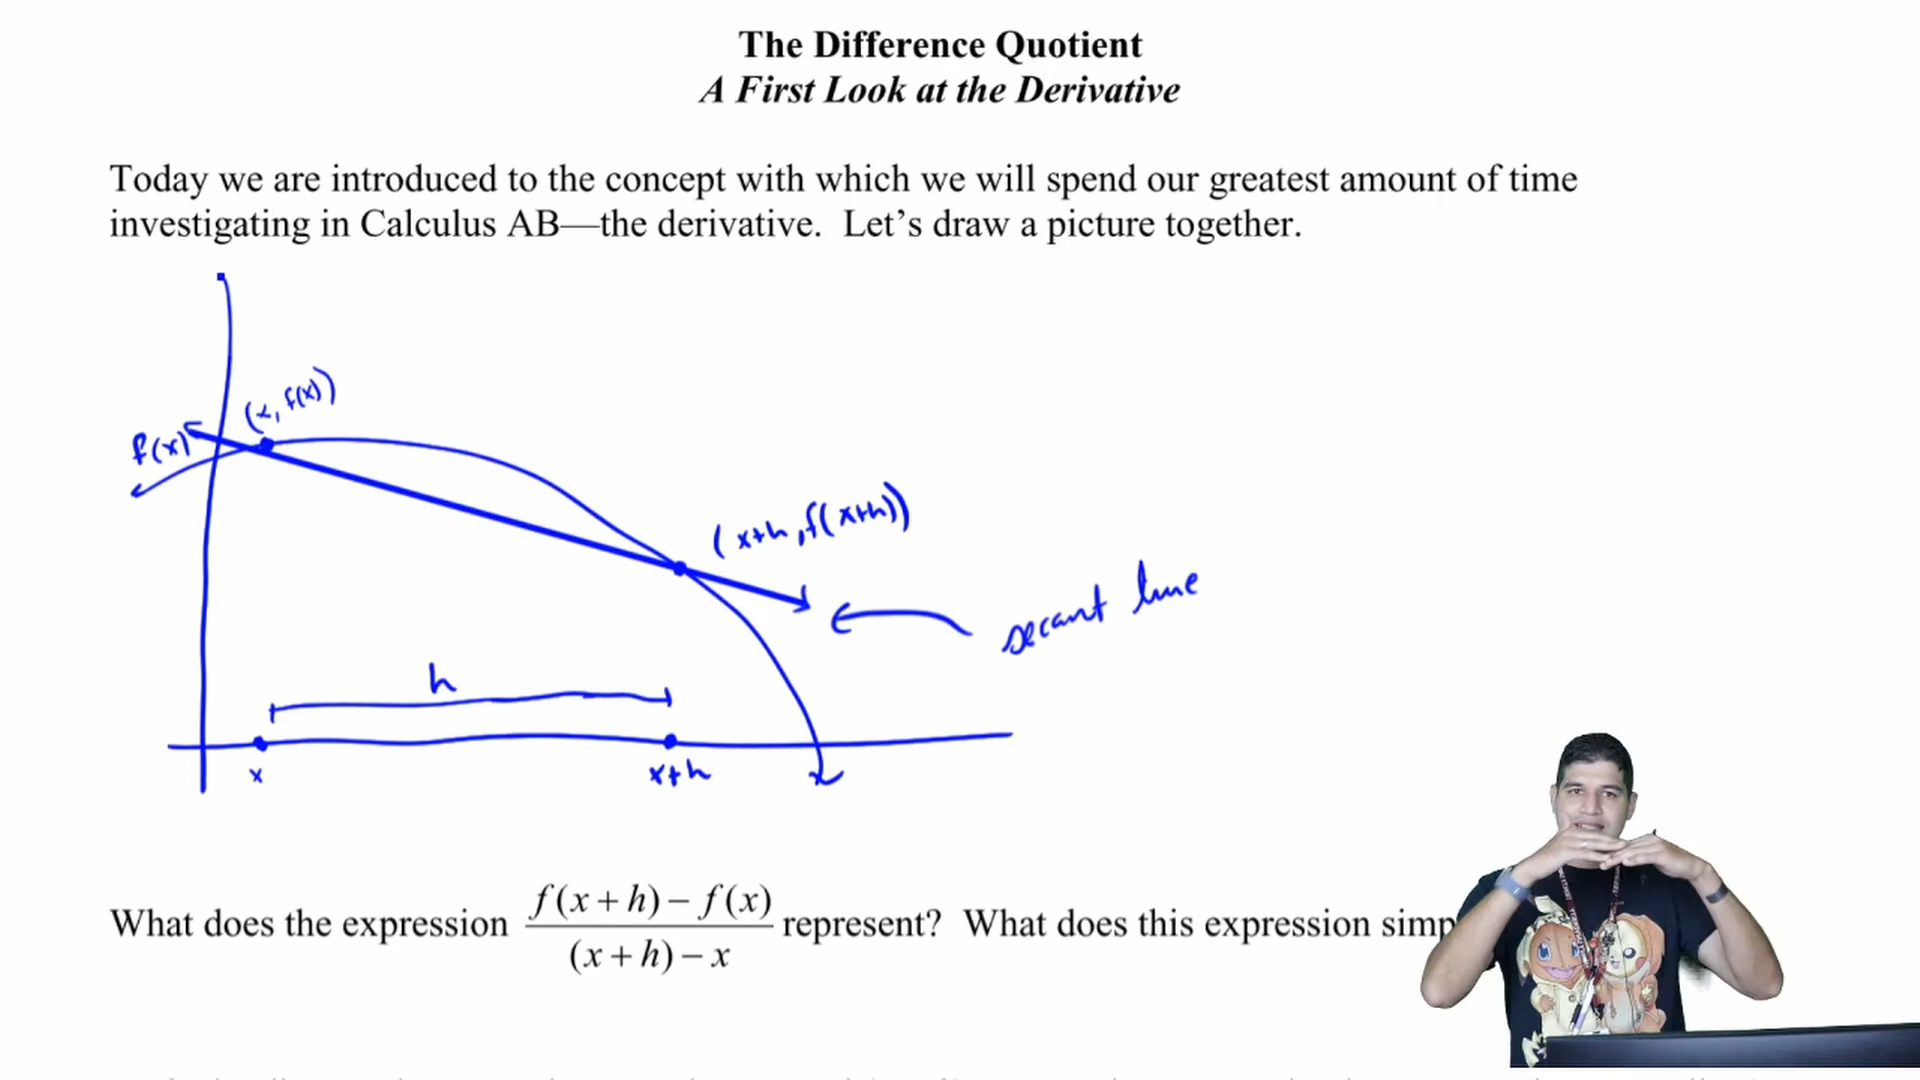 The Difference Quotient
A First Look at the Derivative
Today we are introduced to the concept with which we will spend our greatest amount of time
investigating in Calculus AB—the derivative.  Let's draw a picture together.
(x, f(x))
f(x)
(x+h, f(x+h))
secant line
h
x
x+h
What does the expression \frac{f(x+h)-f(x)}{(x+h)-x} represent?  What does this expression simp